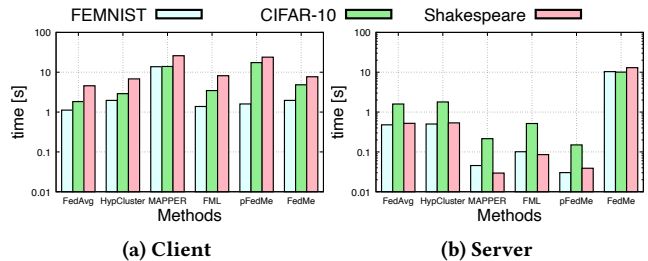 FEMNIST CIFAR-10 Shakespeare
time [s]
100
10
1
0.1
0.01
FedAvg HypCluster MAPPER FML pFedMe FedMe
Methods
(a) Client
time [s]
100
10
1
0.1
0.01
FedAvg HypCluster MAPPER FML pFedMe FedMe
Methods
(b) Server